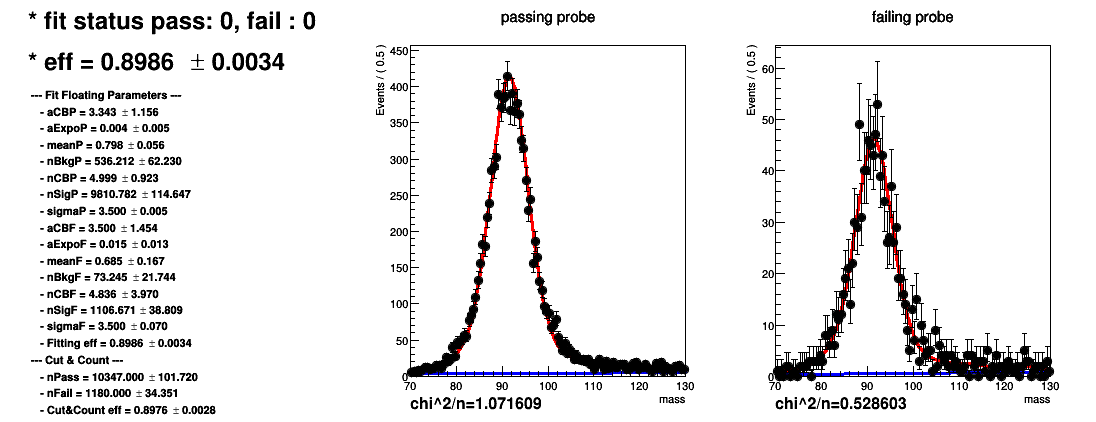 * fit status pass: 0, fail : 0
* eff = 0.8986 ± 0.0034
--- Fit Floating Parameters ---
- aCBP = 3.343 ± 1.156
- aExpoP = 0.004 ± 0.005
- meanP = 0.798 ± 0.056
- nBkgP = 536.212 ± 62.230
- nCBP = 4.999 ± 0.923
- nSigP = 9810.782 ± 114.647
- sigmaP = 3.500 ± 0.005
- aCBF = 3.500 ± 1.454
- aExpoF = 0.015 ± 0.013
- meanF = 0.685 ± 0.167
- nBkgF = 73.245 ± 21.744
- nCBF = 4.836 ± 3.970
- nSigF = 1106.671 ± 38.809
- sigmaF = 3.500 ± 0.070
- Fitting eff = 0.8986 ± 0.0034
--- Cut & Count ---
- nPass = 10347.000 ± 101.720
- nFail = 1180.000 ± 34.351
- Cut&Count eff = 0.8976 ± 0.0028
passing probe
Events / ( 0.5 )
450
400
350
300
250
200
150
100
50
0
70 80 90 100 110 120 130
mass
chi^2/n=1.071609
failing probe
Events / ( 0.5 )
60
50
40
30
20
10
0
70 80 90 100 110 120 130
mass
chi^2/n=0.528603